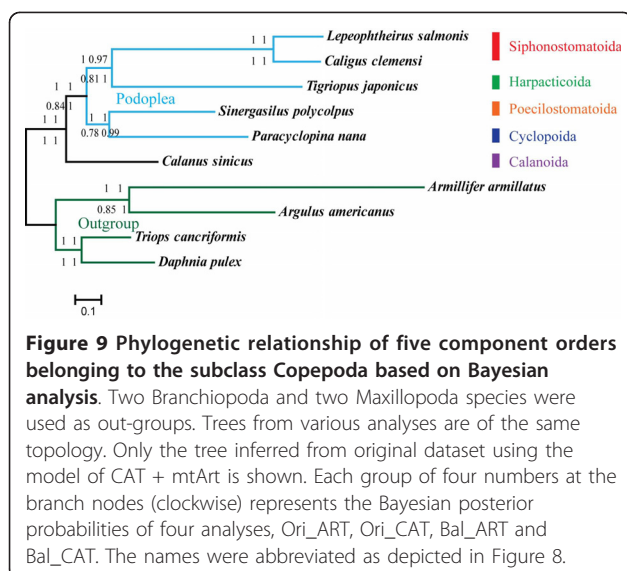 Lepeophtheirus salmonis
1 1
Siphonostomatoida
1 0.97
Caligus clemensi
0.81 1
Tigriopus japonicus
Harpacticoida
1 1
Podoplea
0.84 1
1 1
Sinergasilus polycolpus
Poecilostomatoida
1 1
0.78 0.99
1 1
Paracyclopina nana
Cyclopoida
Calanus sinicus
Calanoida
1 1
Armillifer armillatus
0.85 1
Argulus americanus
Outgroup
Triops cancriformis
1 1
1 1
Daphnia pulex
0.1
Figure 9 Phylogenetic relationship of five component orders
belonging to the subclass Copepoda based on Bayesian
analysis. Two Branchiopoda and two Maxillopoda species were
used as out-groups. Trees from various analyses are of the same
topology. Only the tree inferred from original dataset using the
model of CAT + mtArt is shown. Each group of four numbers at the
branch nodes (clockwise) represents the Bayesian posterior
probabilities of four analyses, Ori_ART, Ori_CAT, Bal_ART and
Bal_CAT. The names were abbreviated as depicted in Figure 8.